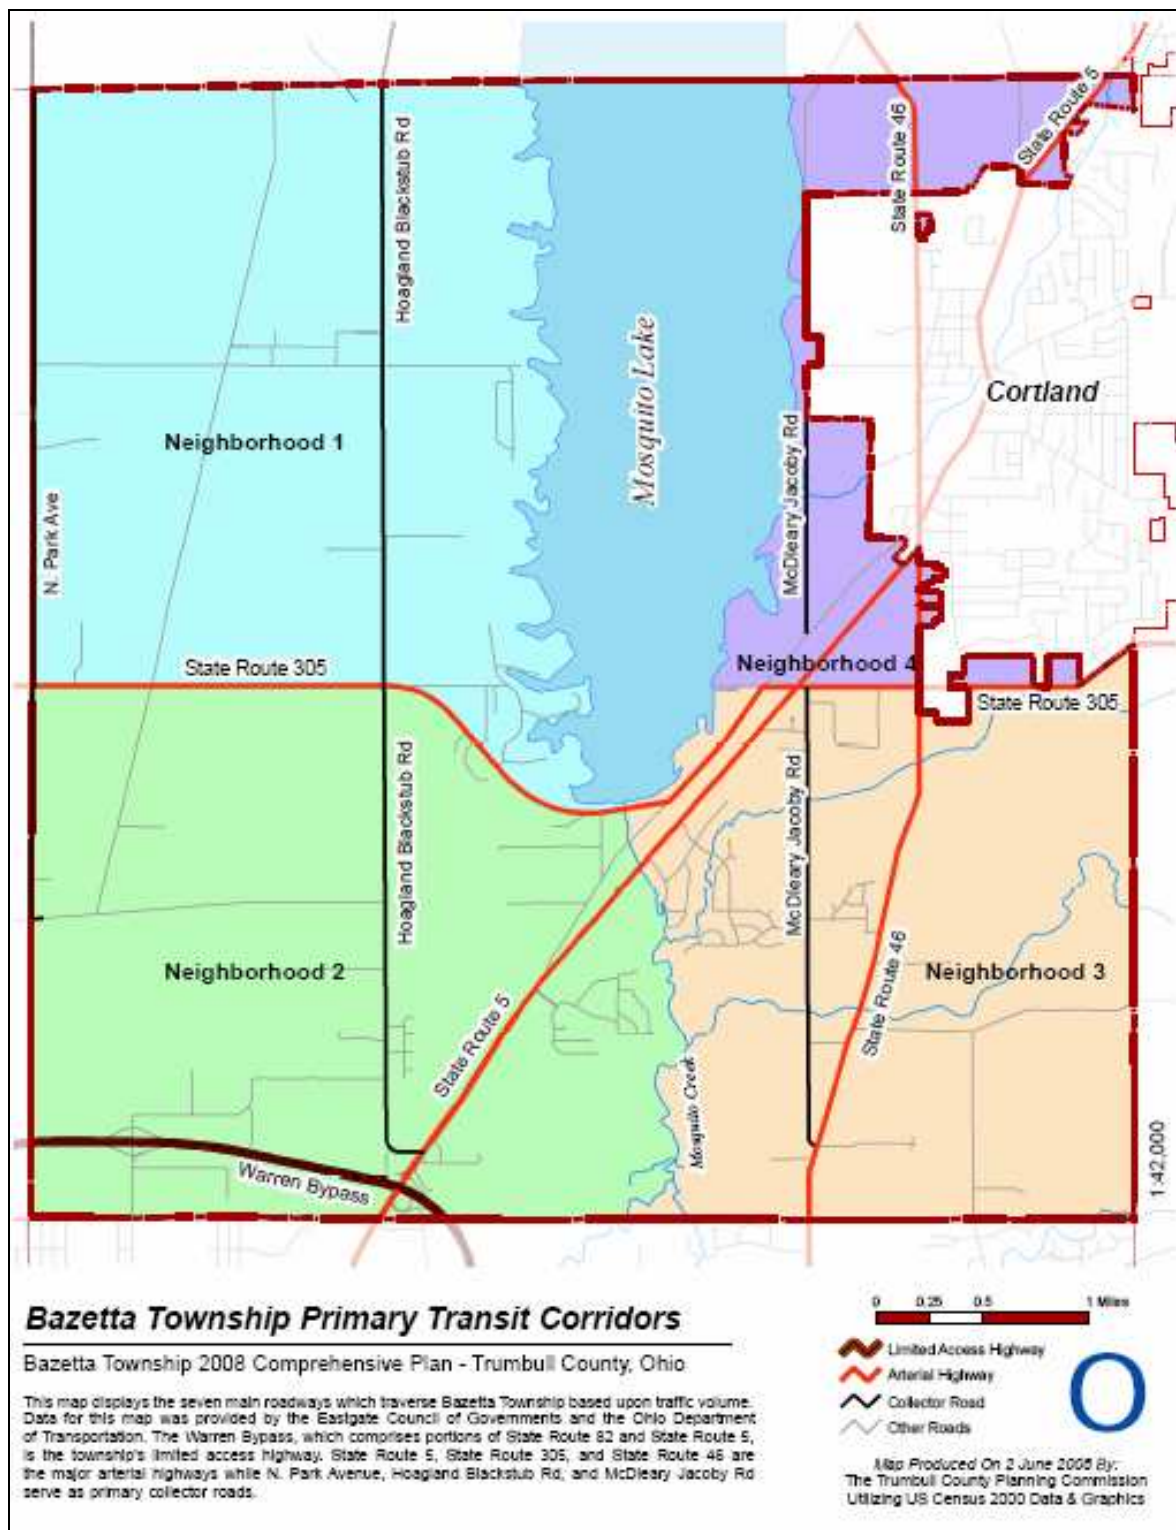 Hoagland Blackstub Rd
State Route 46
State Route 5
Mosquito Lake
Cortland
Neighborhood 1
McDleary Jacoby Rd
N. Park Ave
State Route 305
Neighborhood 4
State Route 305
Hoagland Blackstub Rd
McDleary Jacoby Rd
Neighborhood 2
State Route 46
Neighborhood 3
State Route 5
Mosquito Creek
Warren Bypass
1:42,000
Bazetta Township Primary Transit Corridors
Bazetta Township 2008 Comprehensive Plan - Trumbull County, Ohio
This map displays the seven main roadways which traverse Bazetta Township based upon traffic volume.
Data for this map was provided by the Eastgate Council of Governments and the Ohio Department
of Transportation. The Warren Bypass, which comprises portions of State Route 82 and State Route 5,
is the township's limited access highway. State Route 5, State Route 305, and State Route 46 are
the major arterial highways while N. Park Avenue, Hoagland Blackstub Rd, and McDleary Jacoby Rd
serve as primary collector roads.
0 0.25 0.5 1 Miles
Limited Access Highway
Arterial Highway
Collector Road
Other Roads
O
Map Produced On 2 June 2008 By:
The Trumbull County Planning Commission
Utilizing US Census 2000 Data & Graphics